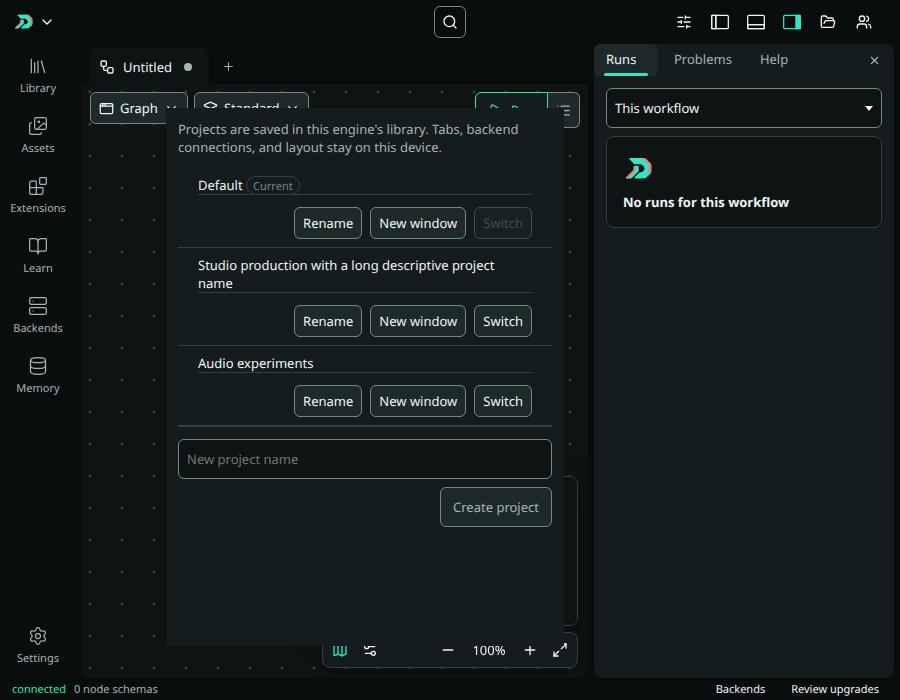 Untitled
Runs
Problems
Help
Library
Assets
Extensions
Learn
Backends
Memory
Settings
Graph
Standard
This workflow
No runs for this workflow
Projects are saved in this engine's library. Tabs, backend
connections, and layout stay on this device.
Default
Current
Rename
New window
Switch
Studio production with a long descriptive project
name
Rename
New window
Switch
Audio experiments
Rename
New window
Switch
New project name
Create project
100%
connected
0 node schemas
Backends
Review upgrades